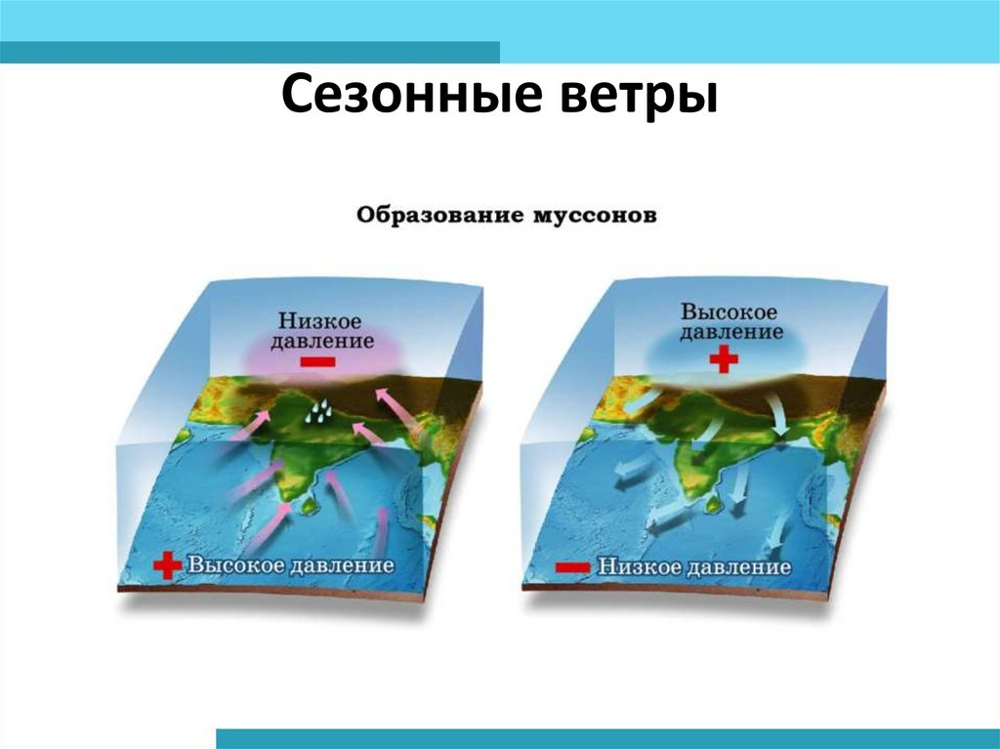 Сезонные ветры
Образование муссонов
Низкое
давление
−
+ Высокое давление
Высокое
давление
+
− Низкое давление